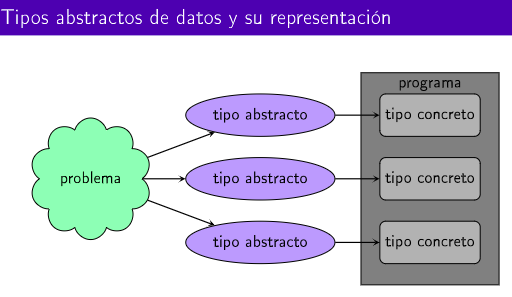 Tipos abstractos de datos y su representación
programa
tipo abstracto
tipo concreto
problema
tipo abstracto
tipo concreto
tipo abstracto
tipo concreto